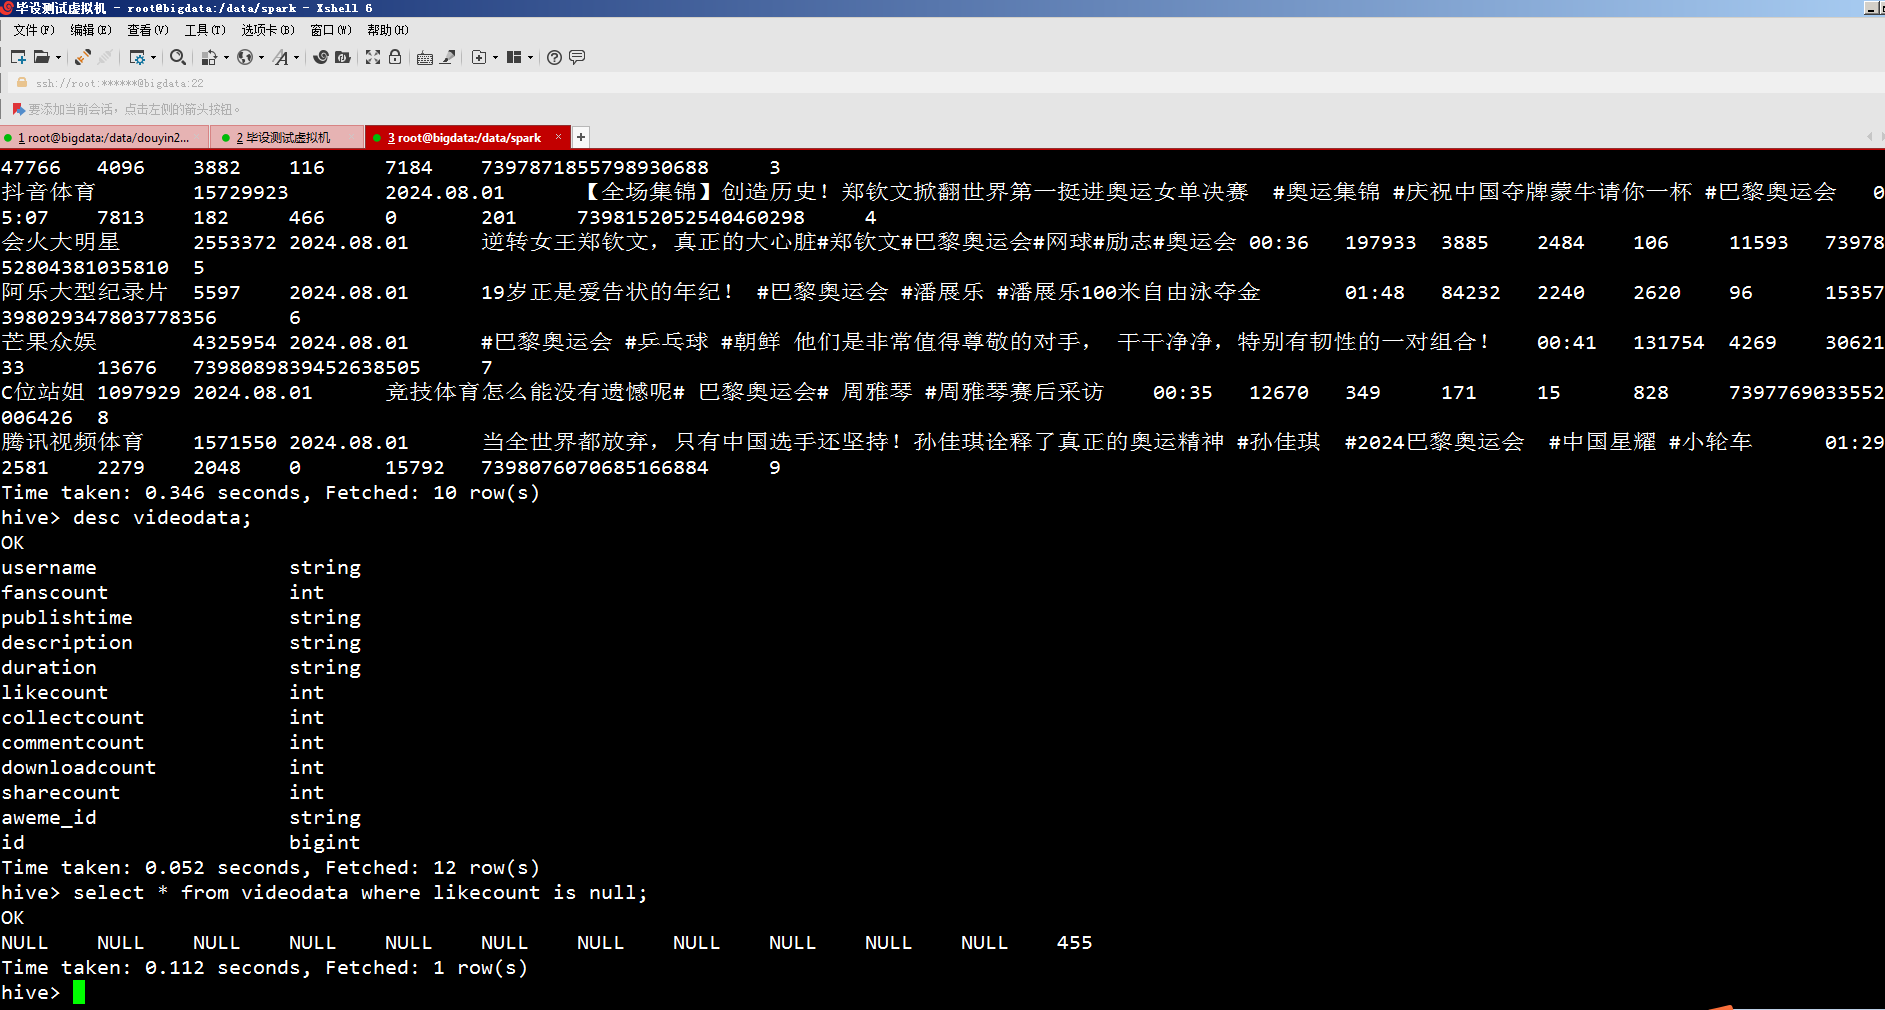 毕设测试虚拟机 - root@bigdata:/data/spark - Xshell 6
文件(F) 编辑(E) 查看(V) 工具(T) 选项卡(B) 窗口(W) 帮助(H)
ssh://root:******@bigdata:22
要添加当前会话，点击左侧的箭头按钮。
1 root@bigdata:/data/douyin2... 2 毕设测试虚拟机 3 root@bigdata:/data/spark × +
47766 4096 3882 116 7184 7397871855798930688 3
抖音体育 15729923 2024.08.01 【全场集锦】创造历史！郑钦文掀翻世界第一挺进奥运女单决赛 #奥运集锦 #庆祝中国夺牌蒙牛请你一杯 #巴黎奥运会 0
5:07 7813 182 466 0 201 7398152052540460298 4
会火大明星 2553372 2024.08.01 逆转女王郑钦文，真正的大心脏#郑钦文#巴黎奥运会#网球#励志#奥运会 00:36 197933 3885 2484 106 11593 73978
52804381035810 5
阿乐大型纪录片 5597 2024.08.01 19岁正是爱告状的年纪！ #巴黎奥运会 #潘展乐 #潘展乐100米自由泳夺金 01:48 84232 2240 2620 96 15357
398029347803778356 6
芒果众娱 4325954 2024.08.01 #巴黎奥运会 #乒乓球 #朝鲜 他们是非常值得尊敬的对手， 干干净净，特别有韧性的一对组合！ 00:41 131754 4269 30621
33 13676 7398089839452638505 7
C位站姐 1097929 2024.08.01 竞技体育怎么能没有遗憾呢# 巴黎奥运会# 周雅琴 #周雅琴赛后采访 00:35 12670 349 171 15 828 7397769033552
006426 8
腾讯视频体育 1571550 2024.08.01 当全世界都放弃，只有中国选手还坚持！孙佳琪诠释了真正的奥运精神 #孙佳琪 #2024巴黎奥运会 #中国星耀 #小轮车 01:29
2581 2279 2048 0 15792 7398076070685166884 9
Time taken: 0.346 seconds, Fetched: 10 row(s)
hive> desc videodata;
OK
username string
fanscount int
publishtime string
description string
duration string
likecount int
collectcount int
commentcount int
downloadcount int
sharecount int
aweme_id string
id bigint
Time taken: 0.052 seconds, Fetched: 12 row(s)
hive> select * from videodata where likecount is null;
OK
NULL NULL NULL NULL NULL NULL NULL NULL NULL NULL NULL 455
Time taken: 0.112 seconds, Fetched: 1 row(s)
hive>